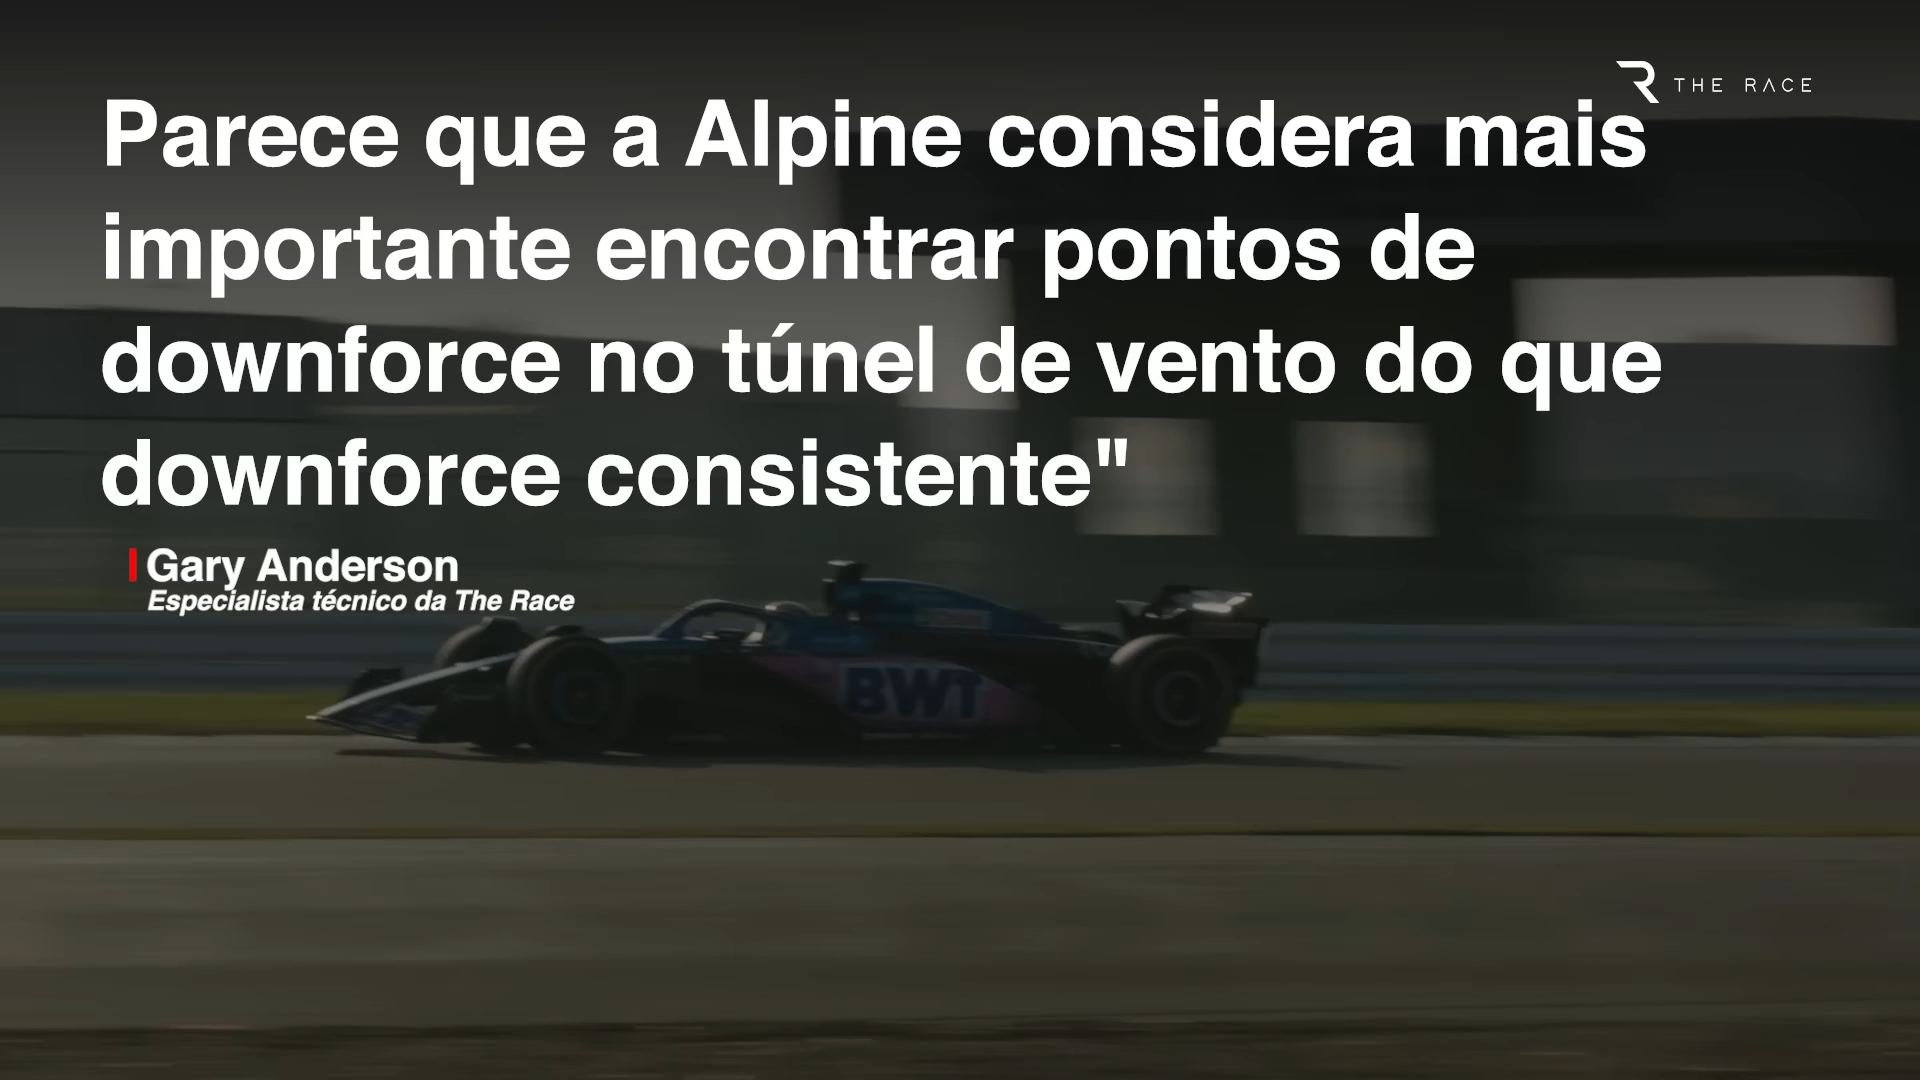 THE RACE
Parece que a Alpine considera mais
importante encontrar pontos de
downforce no túnel de vento do que
downforce consistente"
Gary Anderson
Especialista técnico da The Race
BWT